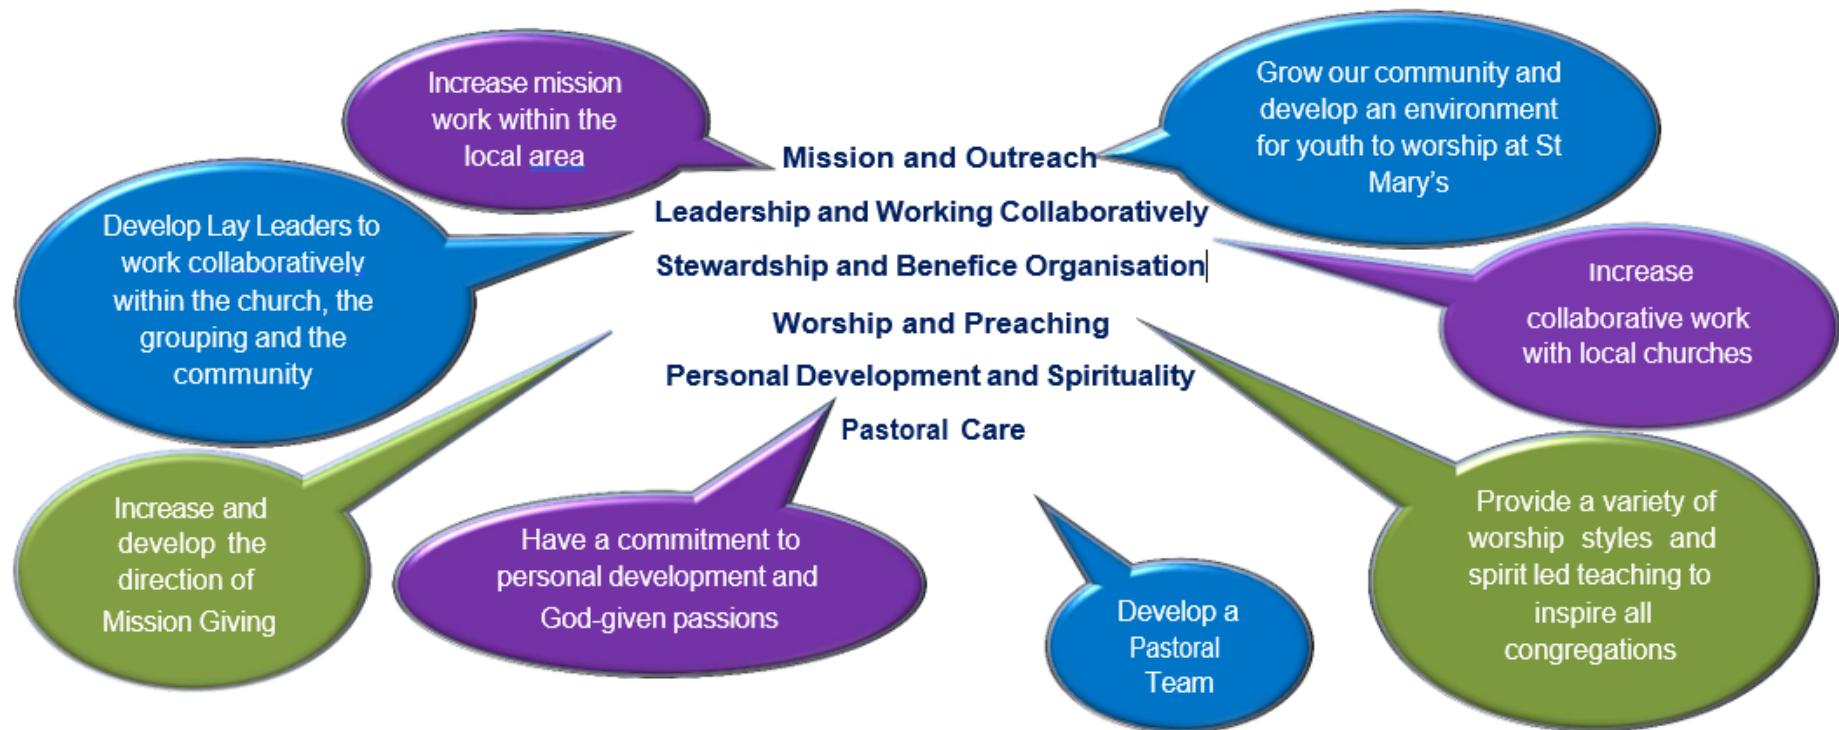 Increase mission
work within the
local area
Grow our community and
develop an environment
for youth to worship at St
Mary's
Mission and Outreach
Leadership and Working Collaboratively
Stewardship and Benefice Organisation
Worship and Preaching
Personal Development and Spirituality
Pastoral Care
Develop Lay Leaders to
work collaboratively
within the church, the
grouping and the
community
Increase
collaborative work
with local churches
Increase and
develop the
direction of
Mission Giving
Have a commitment to
personal development and
God-given passions
Develop a
Pastoral
Team
Provide a variety of
worship styles and
spirit led teaching to
inspire all
congregations